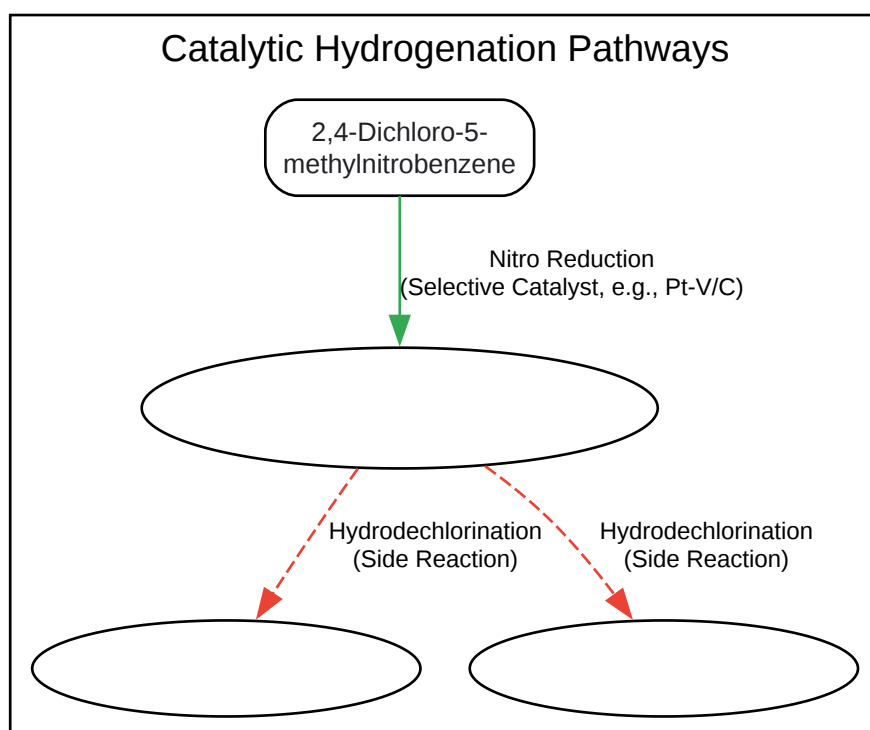 Catalytic Hydrogenation Pathways
2,4-Dichloro-5-
methylnitrobenzene
Nitro Reduction
(Selective Catalyst, e.g., Pt-V/C)
Hydrodechlorination
(Side Reaction)
Hydrodechlorination
(Side Reaction)